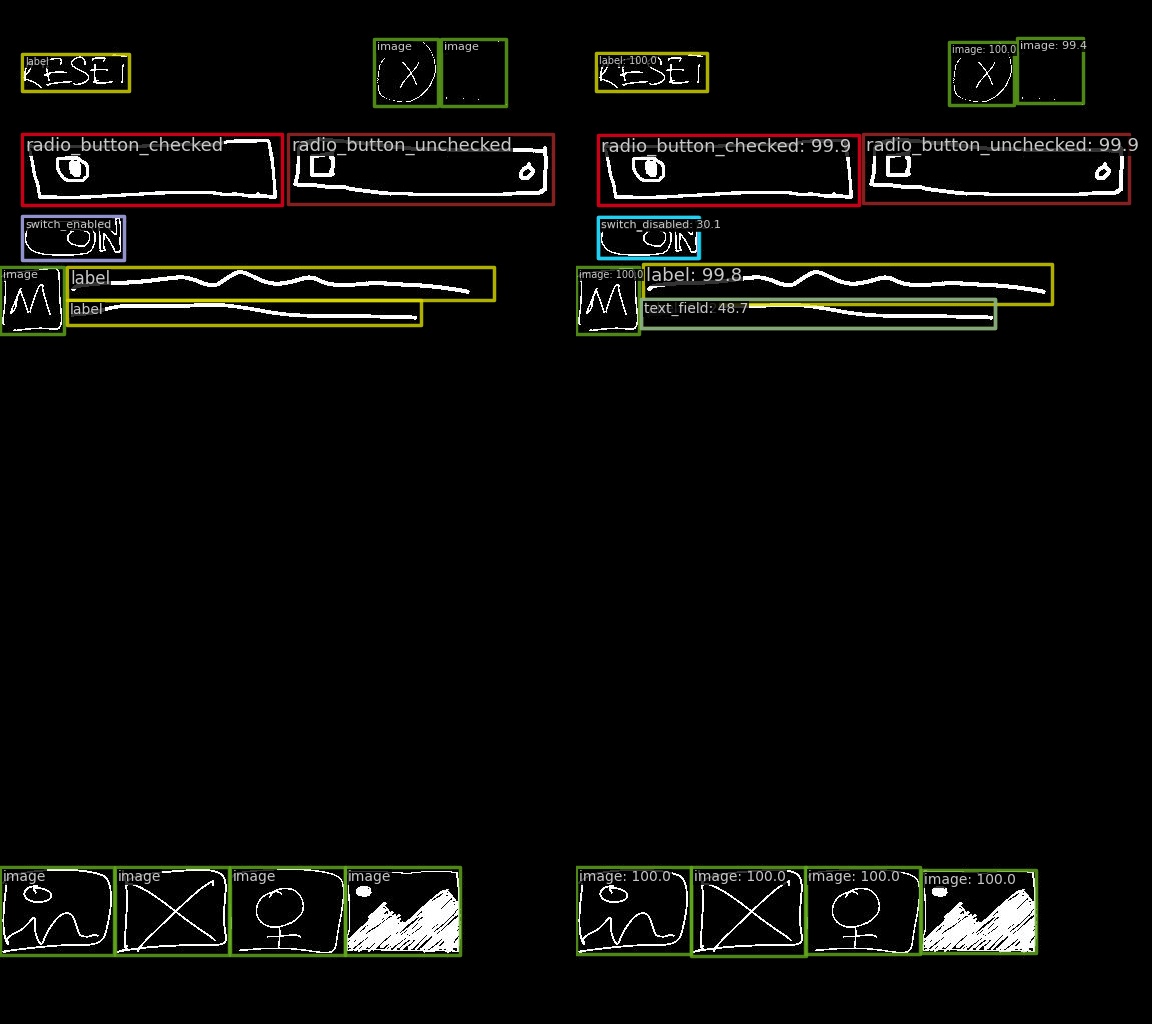 label image image label: 100.0 image: 100.0 image: 99.4
RESET X RESET X
radio_button_checked radio_button_unchecked radio_button_checked: 99.9 radio_button_unchecked: 99.9
switch_enabled switch_disabled: 30.1
ON ON
image label image: 100.0 label: 99.8
M M
label text_field: 48.7
image image image image image: 100.0 image: 100.0 image: 100.0 image: 100.0